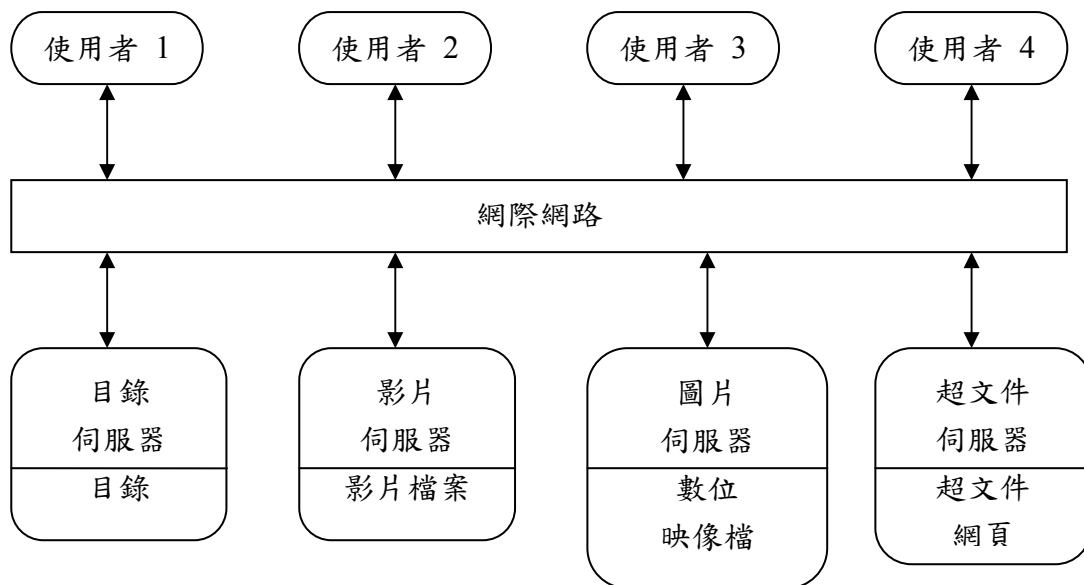 使用者 1
使用者 2
使用者 3
使用者 4
網際網路
目錄
伺服器
目錄
影片
伺服器
影片檔案
圖片
伺服器
數位
映像檔
超文件
伺服器
超文件
網頁